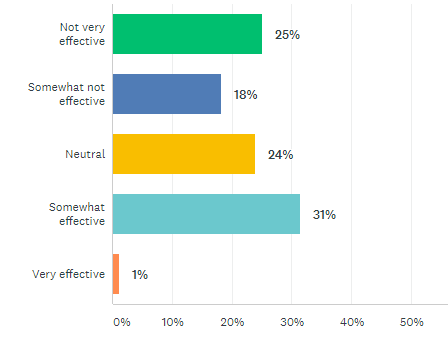 Not very
effective
25%
Somewhat not
effective
18%
Neutral
24%
Somewhat
effective
31%
Very effective
1%
0% 10% 20% 30% 40% 50%